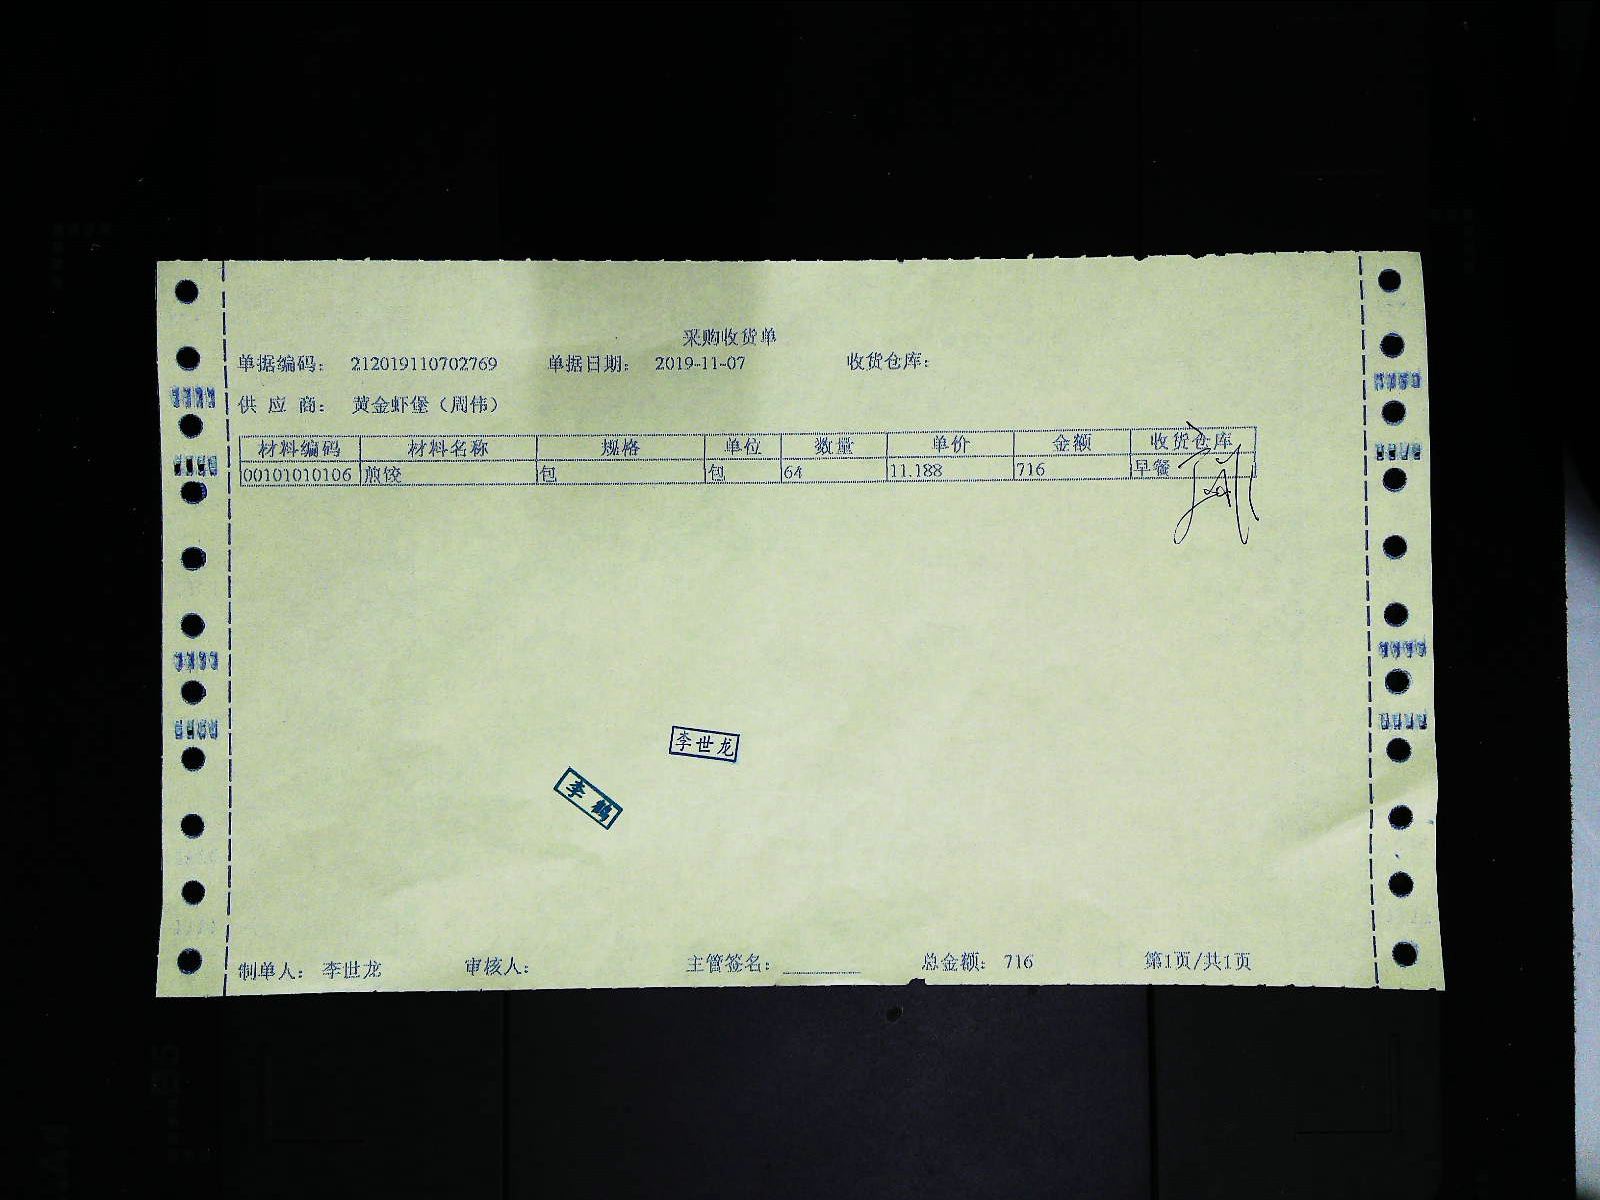 采购收货单
单据编码： 212019110702769 单据日期： 2019-11-07 收货仓库：
供 应 商： 黄金虾堡（周伟）
材料编码 材料名称 规格 单位 数量 单价 金额 收货仓库
00101010106 煎饺 包 包 64 11.188 716 早餐
李世龙
李鹤
制单人： 李世龙 审核人： 主管签名： 总金额： 716 第1页/共1页